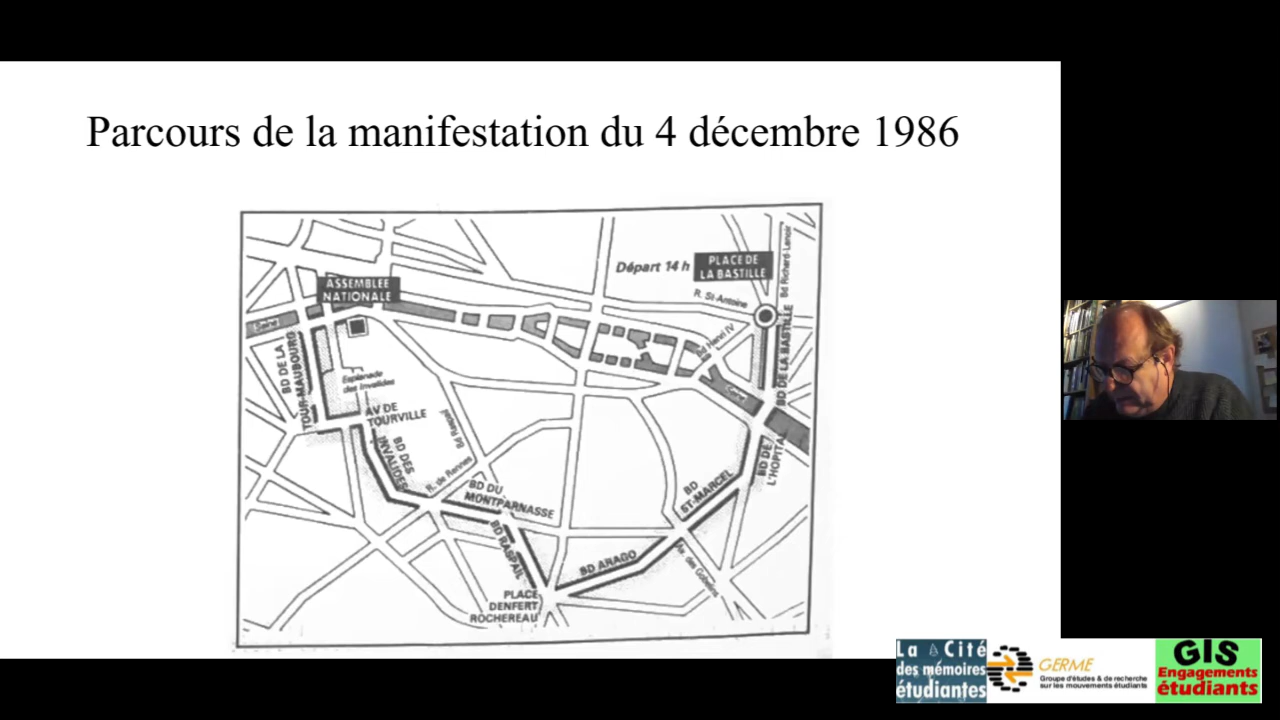 Parcours de la manifestation du 4 décembre 1986
Départ 14 h
PLACE DE
LA BASTILLE
Bd Richard-Lenoir
ASSEMBLEE
NATIONALE
R. St-Antoine
Seine
Bd Henri IV
BD DE LA BASTILLE
BD DE LA
TOUR-MAUBOURG
Esplanade
des Invalides
Seine
AV DE
TOURVILLE
Bd Raspail
BD DES
INVALIDES
R. de Rennes
BD DU
MONTPARNASSE
BD
ST-MARCEL
BD DE
L'HOPITAL
BD RASPAIL
BD ARAGO
Av. des Gobelins
PLACE
DENFERT
ROCHEREAU
La Cité
des mémoires
étudiantes
GERME
Groupe d'études & de recherche
sur les mouvements étudiants
GIS
Engagements
étudiants